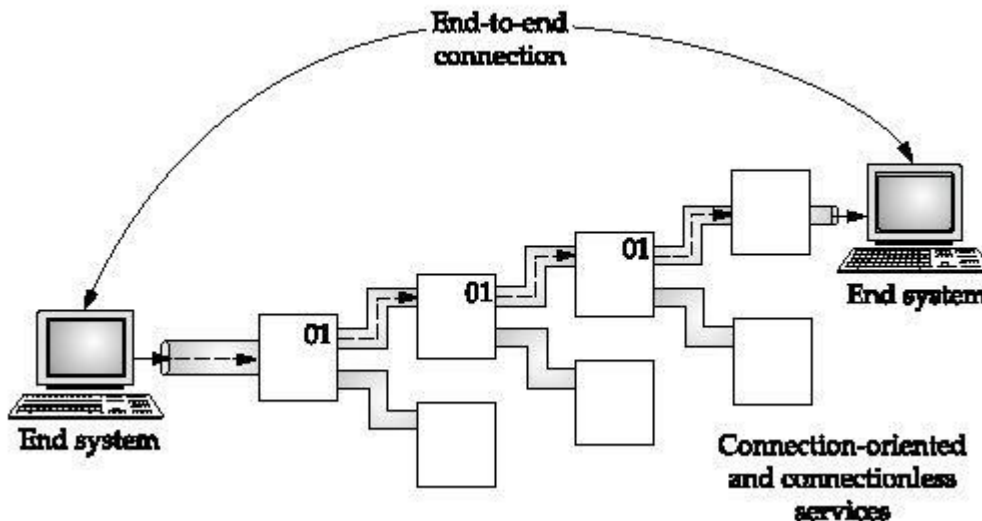 End-to-end
connection
01
01
01
End system
End system
Connection-oriented
and connectionless
services